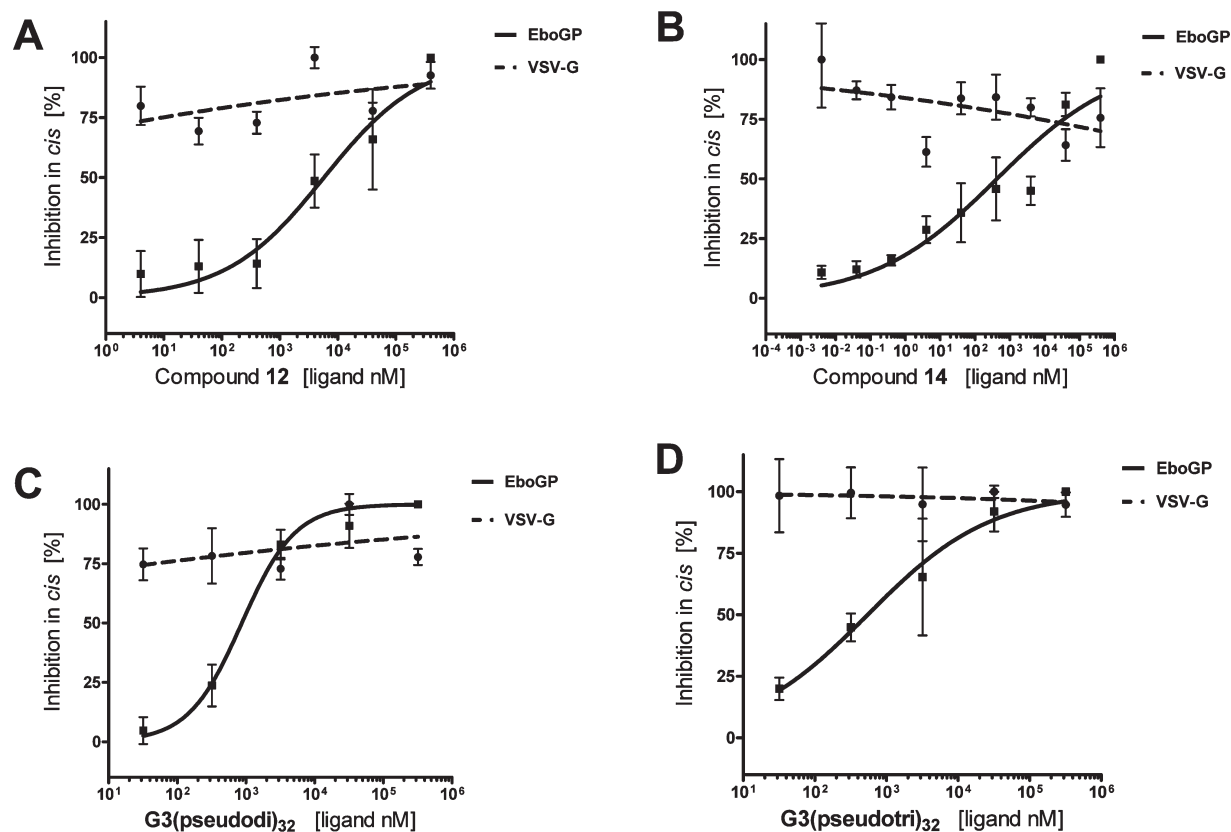 A
EboGP
VSV-G
Inhibition in cis [%]
100
75
50
25
0
10^0 10^1 10^2 10^3 10^4 10^5 10^6
Compound 12 [ligand nM]
B
EboGP
VSV-G
Inhibition in cis [%]
100
75
50
25
0
10^-4 10^-3 10^-2 10^-1 10^0 10^1 10^2 10^3 10^4 10^5 10^6
Compound 14 [ligand nM]
C
EboGP
VSV-G
Inhibition in cis [%]
100
75
50
25
0
10^1 10^2 10^3 10^4 10^5 10^6
G3(pseudodi)32 [ligand nM]
D
EboGP
VSV-G
Inhibition in cis [%]
100
75
50
25
0
10^1 10^2 10^3 10^4 10^5 10^6
G3(pseudotri)32 [ligand nM]